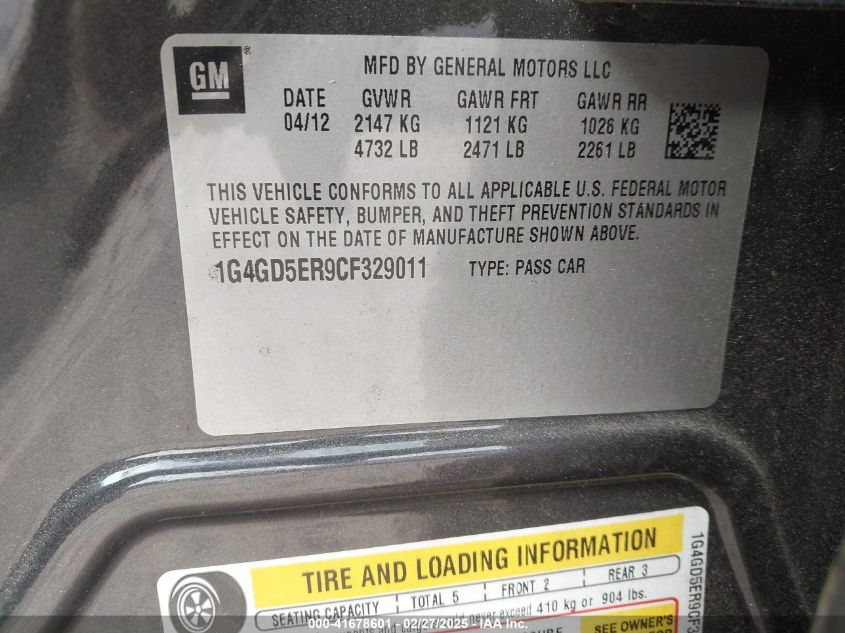 GM®
MFD BY GENERAL MOTORS LLC
DATE GVWR GAWR FRT GAWR RR
04/12 2147 KG 1121 KG 1026 KG
4732 LB 2471 LB 2261 LB
THIS VEHICLE CONFORMS TO ALL APPLICABLE U.S. FEDERAL MOTOR
VEHICLE SAFETY, BUMPER, AND THEFT PREVENTION STANDARDS IN
EFFECT ON THE DATE OF MANUFACTURE SHOWN ABOVE.
1G4GD5ER9CF329011 TYPE: PASS CAR
TIRE AND LOADING INFORMATION
SEATING CAPACITY TOTAL 5 FRONT 2 REAR 3
never exceed 410 kg or 904 lbs.
SEE OWNER'S
1G4GD5ER9CF3
000-41678601 - 02/27/2025 - IAA Inc.